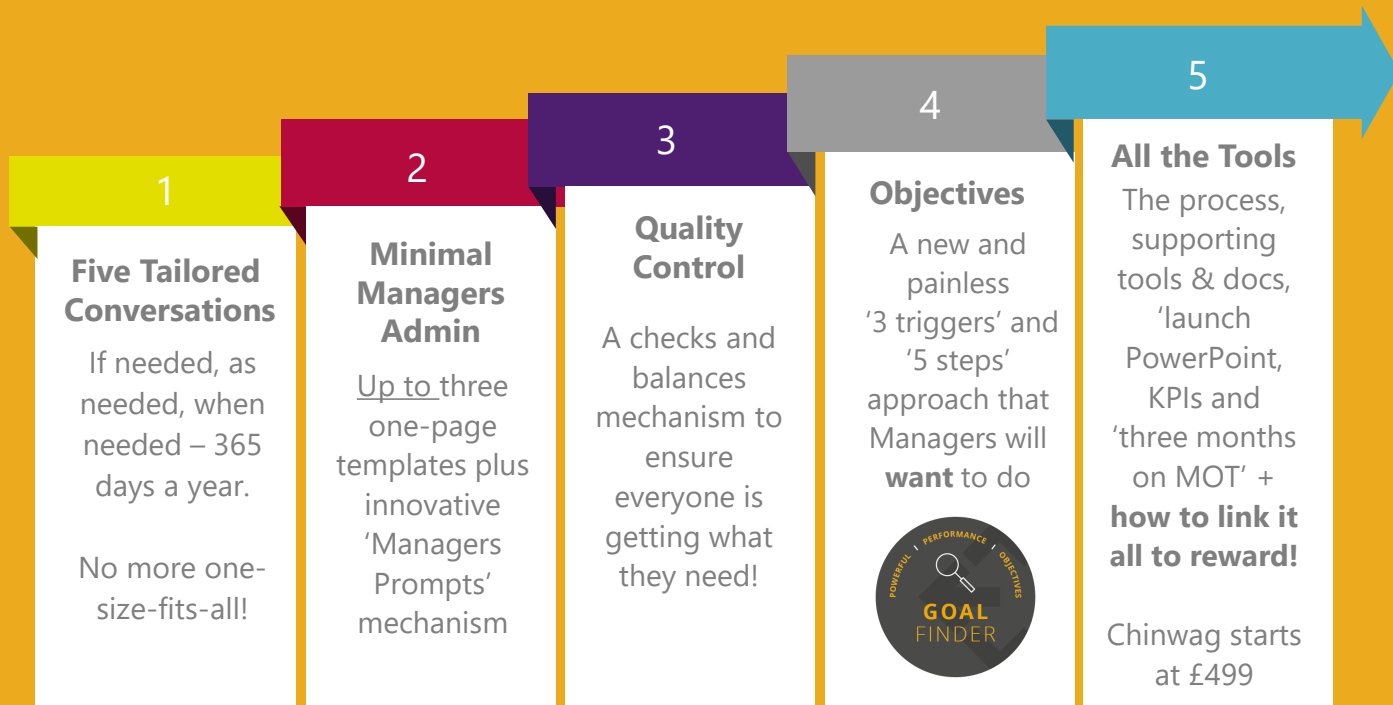 1
Five Tailored
Conversations
If needed, as
needed, when
needed – 365
days a year.
No more one-
size-fits-all!
2
Minimal
Managers
Admin
Up to three
one-page
templates plus
innovative
‘Managers
Prompts’
mechanism
3
Quality
Control
A checks and
balances
mechanism to
ensure
everyone is
getting what
they need!
4
Objectives
A new and
painless
‘3 triggers’ and
‘5 steps’
approach that
Managers will
want to do
POWERFUL | PERFORMANCE | OBJECTIVES
GOAL
FINDER
5
All the Tools
The process,
supporting
tools & docs,
‘launch
PowerPoint,
KPIs and
‘three months
on MOT’ +
how to link it
all to reward!
Chinwag starts
at £499